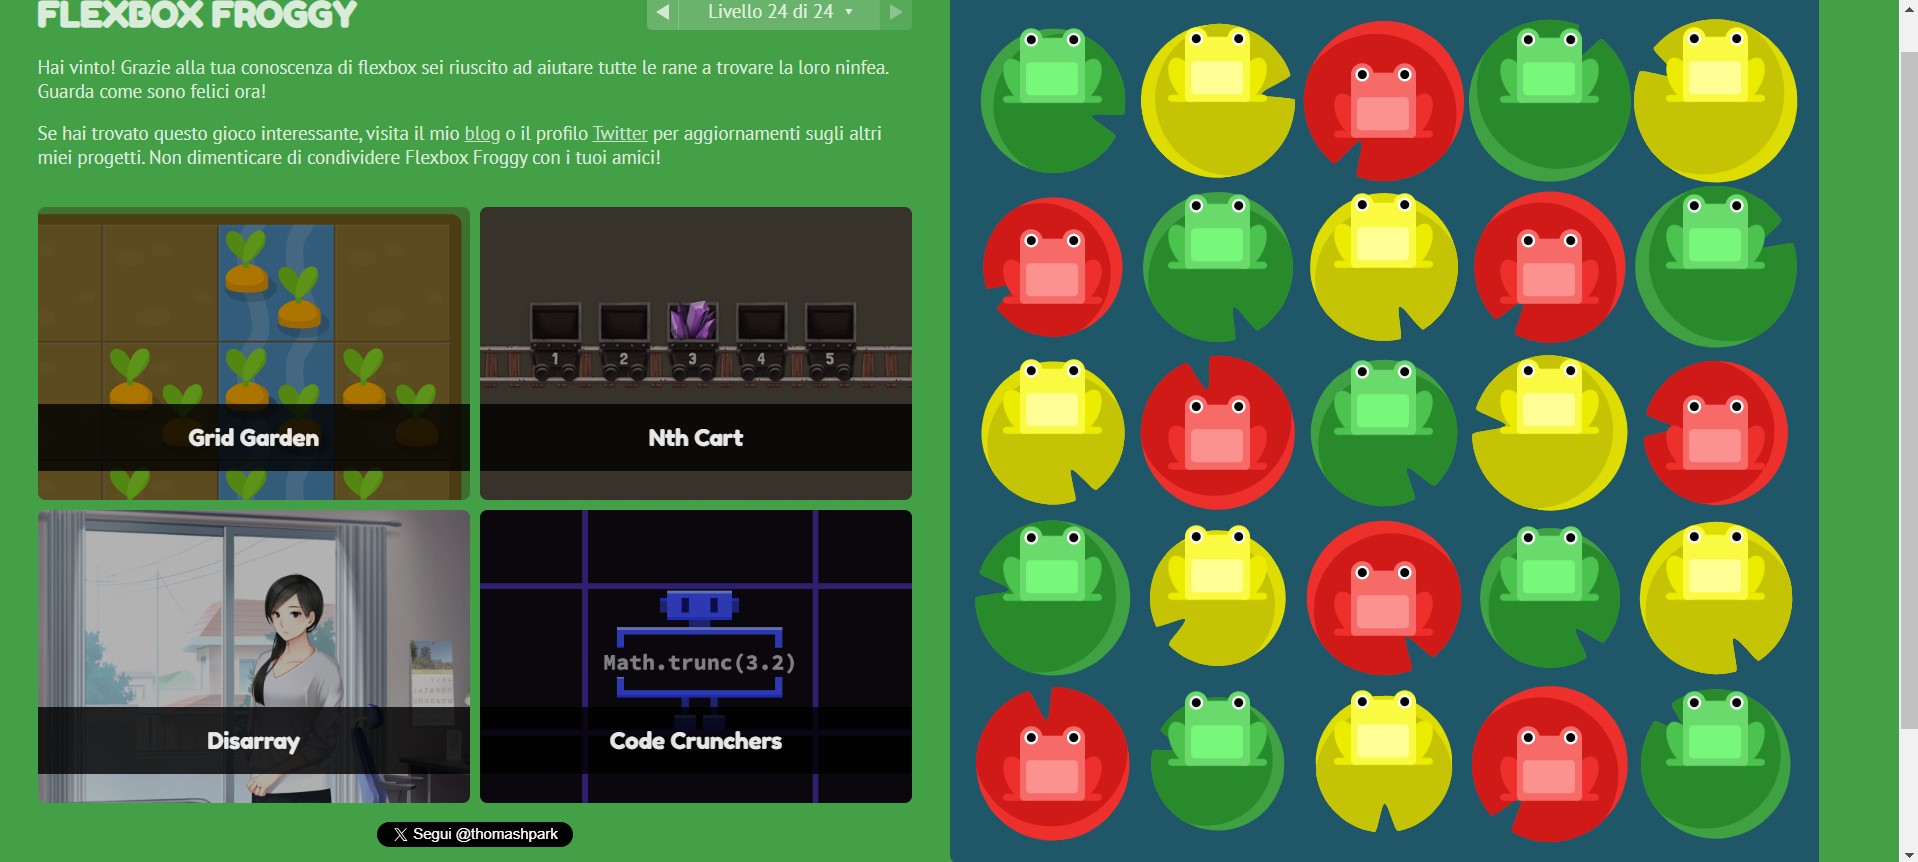 FLEXBOX FROGGY
Livello 24 di 24
Hai vinto! Grazie alla tua conoscenza di flexbox sei riuscito ad aiutare tutte le rane a trovare la loro ninfea.
Guarda come sono felici ora!
Se hai trovato questo gioco interessante, visita il mio blog o il profilo Twitter per aggiornamenti sugli altri
miei progetti. Non dimenticare di condividere Flexbox Froggy con i tuoi amici!
1 2 3 4 5
Grid Garden
Nth Cart
Math.trunc(3.2)
Disarray
Code Crunchers
X Segui @thomashpark